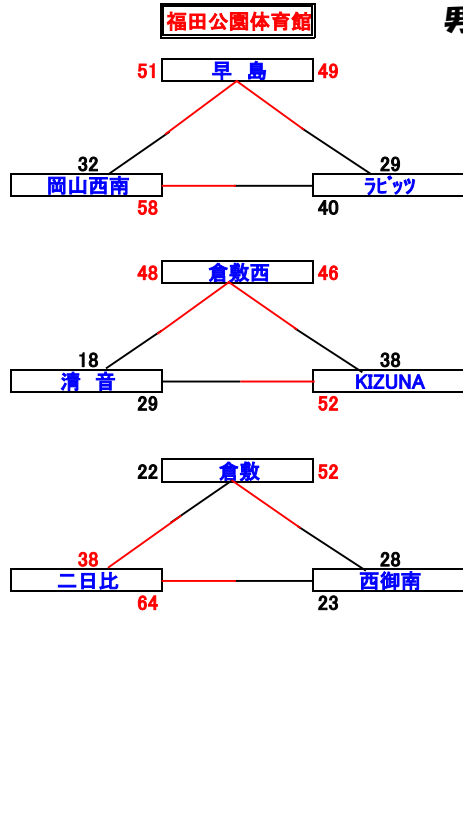 福田公園体育館
男
51 早 島 49
32 29
岡山西南 ﾗﾋﾞｯﾂ
58 40
48 倉敷西 46
18 38
清 音 KIZUNA
29 52
22 倉敷 52
38 28
二日比 西御南
64 23